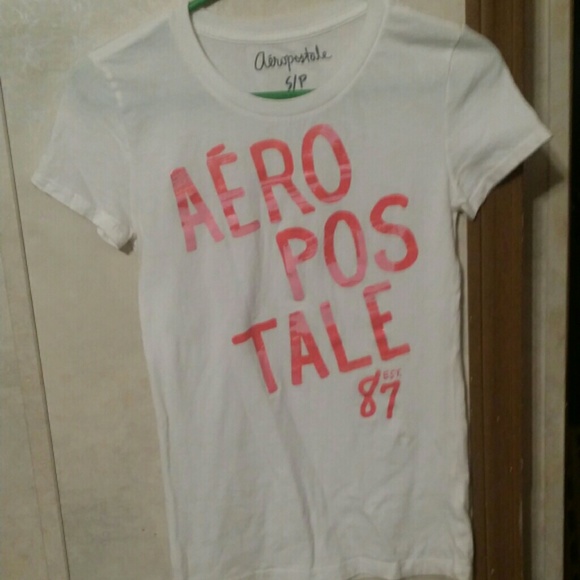 Aéropostale
S/P
AÉRO
POS
TALE
EST.
87